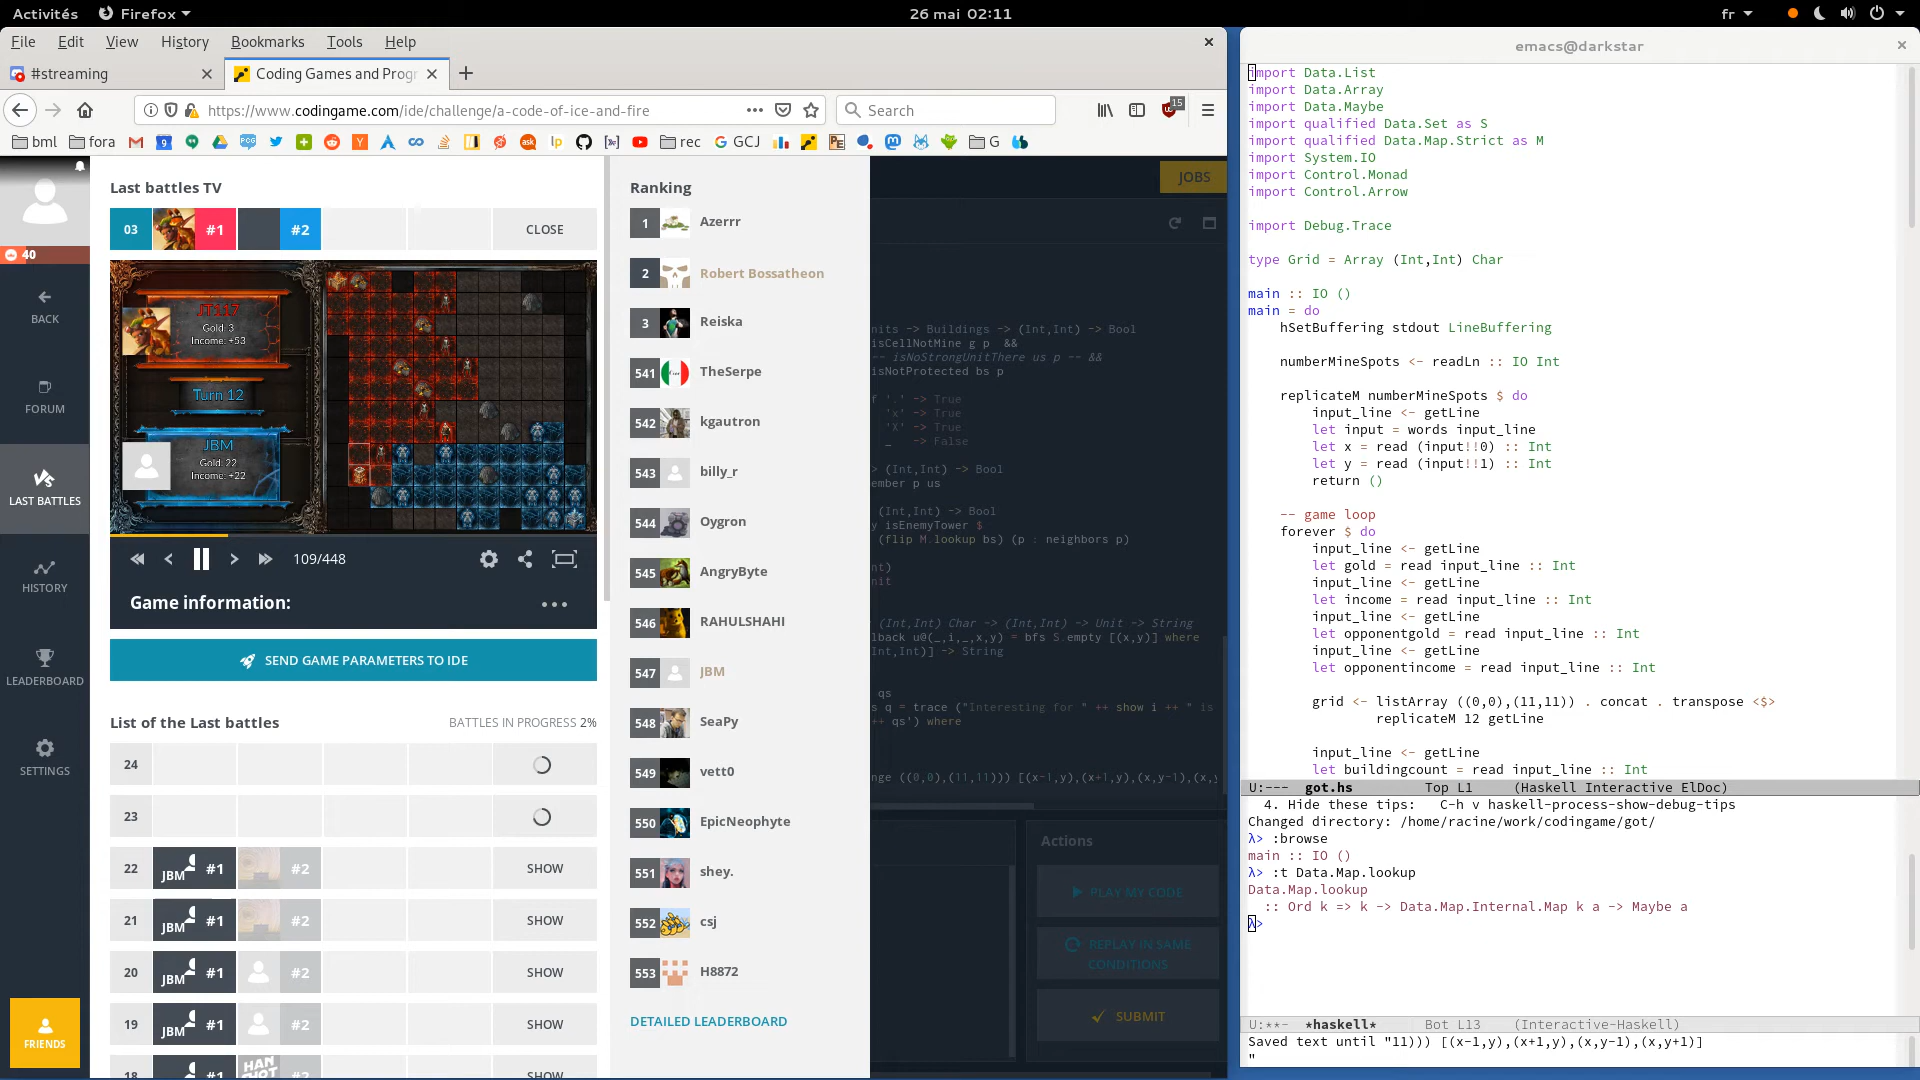 Activités
Firefox
26 mai 02:11
fr
File Edit View History Bookmarks Tools Help
#streaming
Coding Games and Progr
https://www.codingame.com/ide/challenge/a-code-of-ice-and-fire
Search
15
bml
fora
rec
GCJ
G
40
BACK
FORUM
LAST BATTLES
HISTORY
LEADERBOARD
SETTINGS
FRIENDS
Last battles TV
03 #1 #2 CLOSE
JT117
Gold: 3
Income: +53
Turn 12
JBM
Gold: 22
Income: +22
109/448
Game information:
SEND GAME PARAMETERS TO IDE
List of the Last battles
BATTLES IN PROGRESS 2%
24
23
22 JBM #1 #2 SHOW
21 JBM #1 #2 SHOW
20 JBM #1 #2 SHOW
19 JBM #1 #2 SHOW
18
Ranking
1 Azerrr
2 Robert Bossatheon
3 Reiska
541 TheSerpe
542 kgautron
543 billy_r
544 Oygron
545 AngryByte
546 RAHULSHAHI
547 JBM
548 SeaPy
549 vett0
550 EpicNeophyte
551 shey.
552 csj
553 H8872
DETAILED LEADERBOARD
JOBS
nits -> Buildings -> (Int,Int) -> Bool
isCellNotMine g p &&
-- isNoStrongUnitThere us p -- &&
isNotProtected bs p
f '.' -> True
'x' -> True
'X' -> True
_ -> False
> (Int,Int) -> Bool
ember p us
(Int,Int) -> Bool
y isEnemyTower $
(flip M.lookup bs) (p : neighbors p)
nt)
nit
(Int,Int) Char -> (Int,Int) -> Unit -> String
lback u@(_,i,_,x,y) = bfs S.empty [(x,y)] where
Int,Int)] -> String
qs
s q = trace ("Interesting for " ++ show i ++ " is
++ qs') where
nge ((0,0),(11,11))) [(x-1,y),(x+1,y),(x,y-1),(x,y
Actions
PLAY MY CODE
REPLAY IN SAME
CONDITIONS
SUBMIT
emacs@darkstar
import Data.List
import Data.Array
import Data.Maybe
import qualified Data.Set as S
import qualified Data.Map.Strict as M
import System.IO
import Control.Monad
import Control.Arrow
import Debug.Trace
type Grid = Array (Int,Int) Char
main :: IO ()
main = do
hSetBuffering stdout LineBuffering
numberMineSpots <- readLn :: IO Int
replicateM numberMineSpots $ do
input_line <- getLine
let input = words input_line
let x = read (input!!0) :: Int
let y = read (input!!1) :: Int
return ()
-- game loop
forever $ do
input_line <- getLine
let gold = read input_line :: Int
input_line <- getLine
let income = read input_line :: Int
input_line <- getLine
let opponentgold = read input_line :: Int
input_line <- getLine
let opponentincome = read input_line :: Int
grid <- listArray ((0,0),(11,11)) . concat . transpose <$>
replicateM 12 getLine
input_line <- getLine
let buildingcount = read input_line :: Int
U:--- got.hs Top L1 (Haskell Interactive ElDoc)
4. Hide these tips: C-h v haskell-process-show-debug-tips
Changed directory: /home/racine/work/codingame/got/
λ> :browse
main :: IO ()
λ> :t Data.Map.lookup
Data.Map.lookup
:: Ord k => k -> Data.Map.Internal.Map k a -> Maybe a
λ>
U:**- *haskell* Bot L13 (Interactive-Haskell)
Saved text until "11))) [(x-1,y),(x+1,y),(x,y-1),(x,y+1)]
"